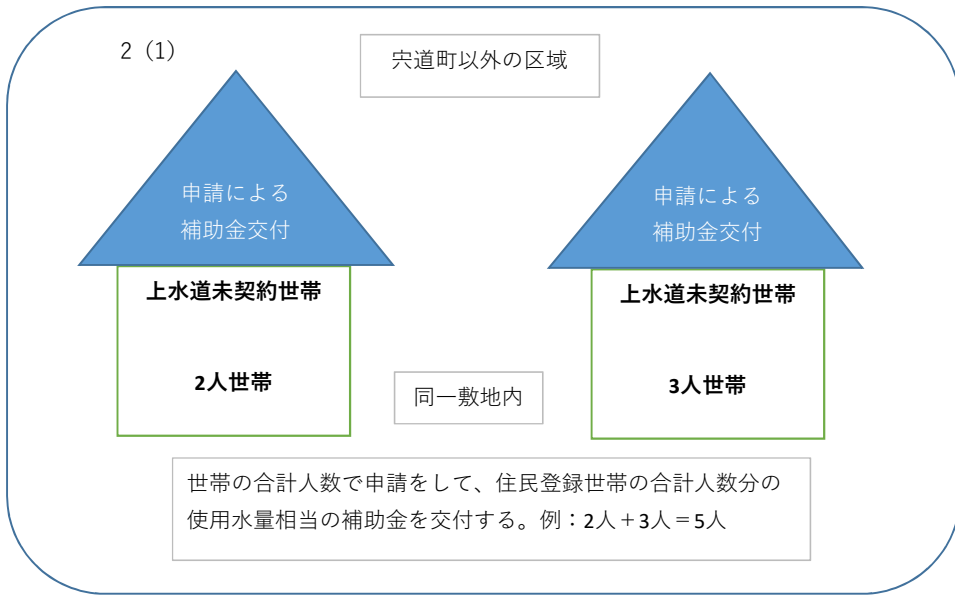 2（1）
宍道町以外の区域
申請による
補助金交付
申請による
補助金交付
上水道未契約世帯
上水道未契約世帯
2人世帯
3人世帯
同一敷地内
世帯の合計人数で申請をして、住民登録世帯の合計人数分の
使用水量相当の補助金を交付する。例：2人＋3人＝5人